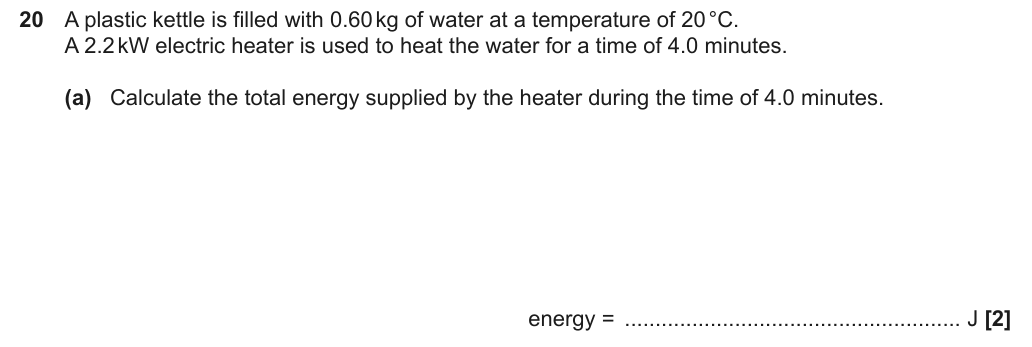 20 A plastic kettle is filled with 0.60 kg of water at a temperature of 20 °C.
A 2.2 kW electric heater is used to heat the water for a time of 4.0 minutes.
(a) Calculate the total energy supplied by the heater during the time of 4.0 minutes.
energy = ....................................................... J [2]